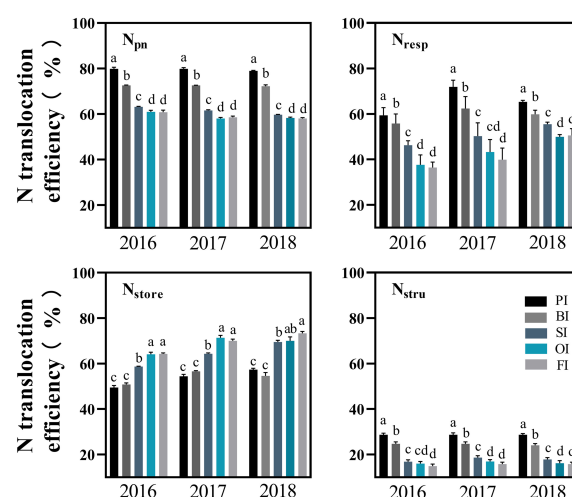 100
80
60
40
20
N translocation
efficiency ( % )
Npn
a b c d d
a b c d d
a b c d d
2016 2017 2018
100
80
60
40
20
Nresp
a b c d d
a b c cd d
a b c d d
2016 2017 2018
100
80
60
40
20
N translocation
efficiency ( % )
Nstore
c c b a a
c c b a a
c c b ab a
2016 2017 2018
100
80
60
40
20
Nstru
PI
BI
SI
OI
FI
a b c cd d
a b c d d
a b c d d
2016 2017 2018